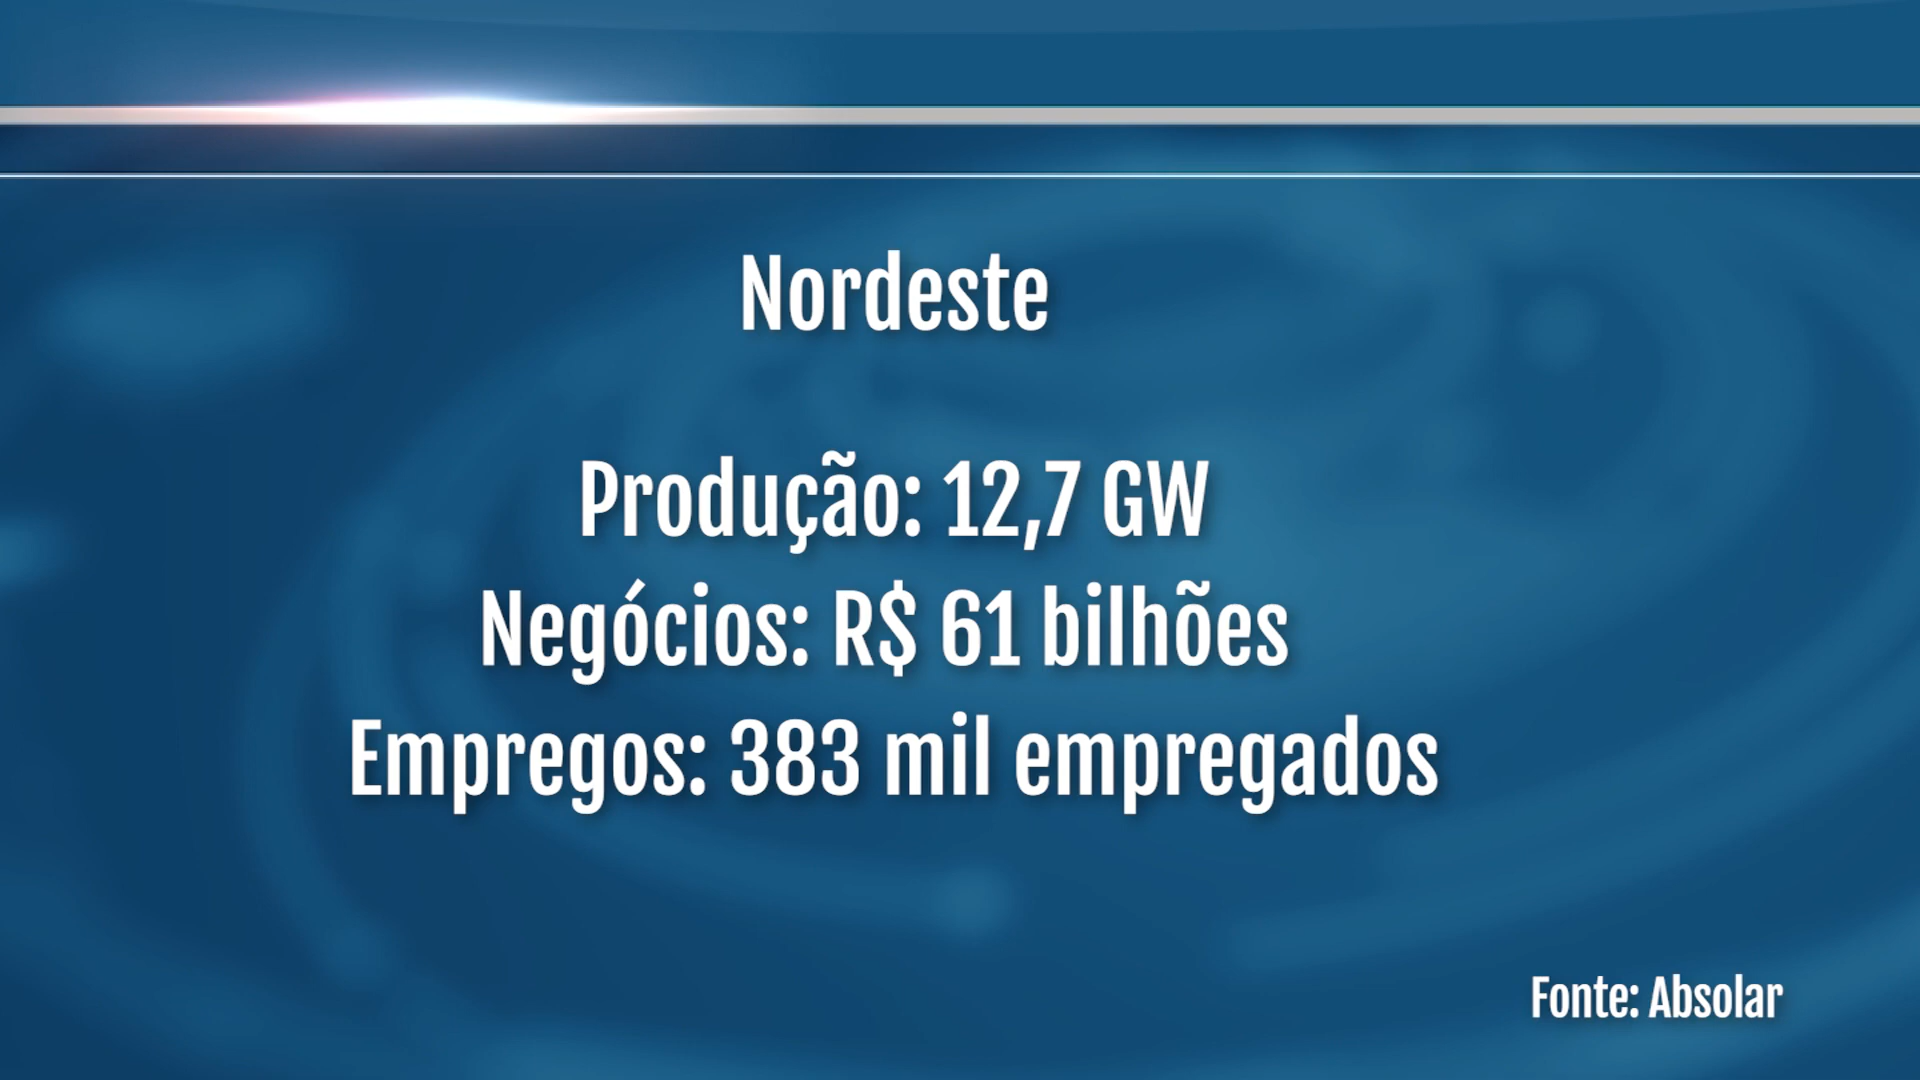 Nordeste
Produção: 12,7 GW
Negócios: R$ 61 bilhões
Empregos: 383 mil empregados
Fonte: Absolar